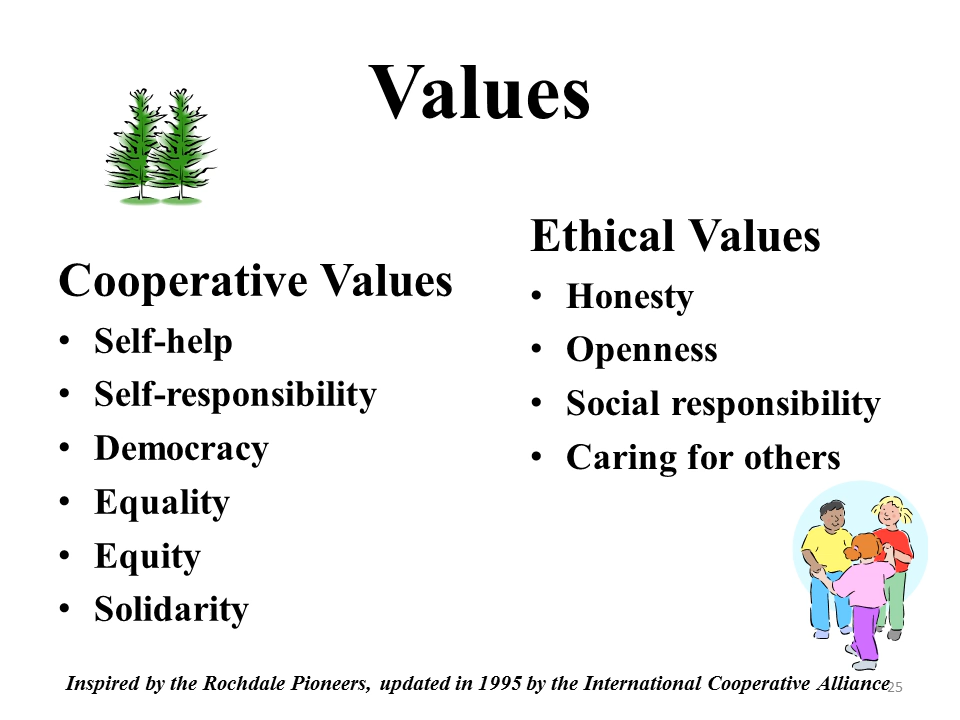 Values
Cooperative Values
• Self-help
• Self-responsibility
• Democracy
• Equality
• Equity
• Solidarity
Ethical Values
• Honesty
• Openness
• Social responsibility
• Caring for others
Inspired by the Rochdale Pioneers, updated in 1995 by the International Cooperative Alliance
25